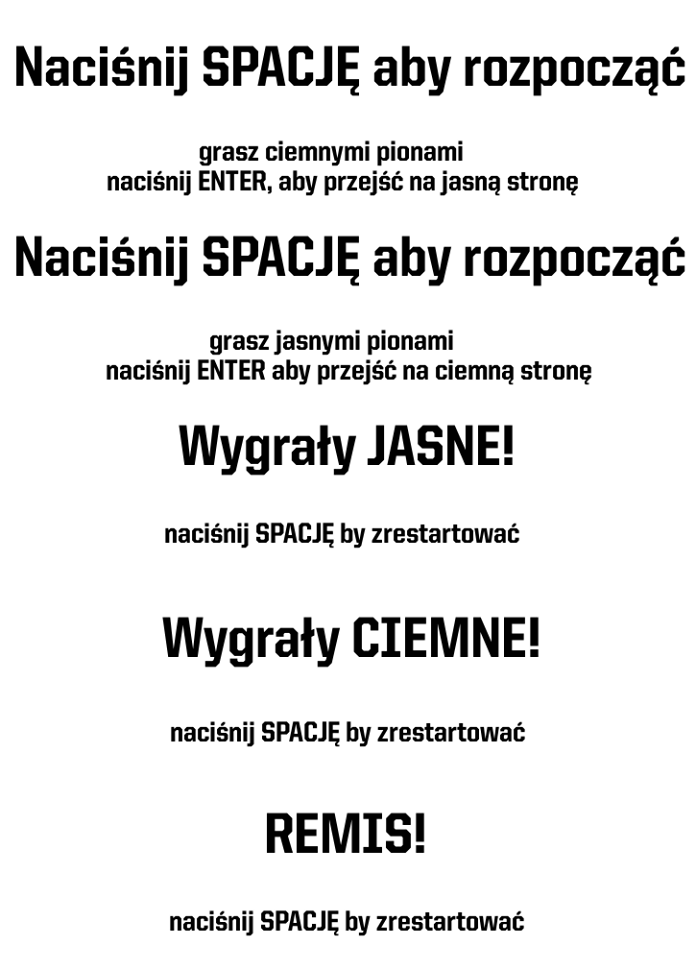 Naciśnij SPACJĘ aby rozpocząć
grasz ciemnymi pionami
naciśnij ENTER, aby przejść na jasną stronę
Naciśnij SPACJĘ aby rozpocząć
grasz jasnymi pionami
naciśnij ENTER aby przejść na ciemną stronę
Wygrały JASNE!
naciśnij SPACJĘ by zrestartować
Wygrały CIEMNE!
naciśnij SPACJĘ by zrestartować
REMIS!
naciśnij SPACJĘ by zrestartować